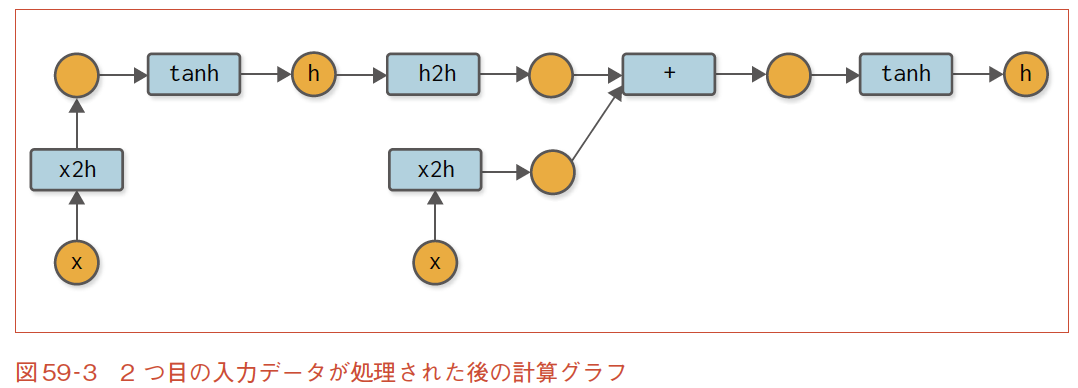 tanh h h2h + tanh h
x2h x2h
x x
図59-3 2つ目の入力データが処理された後の計算グラフ